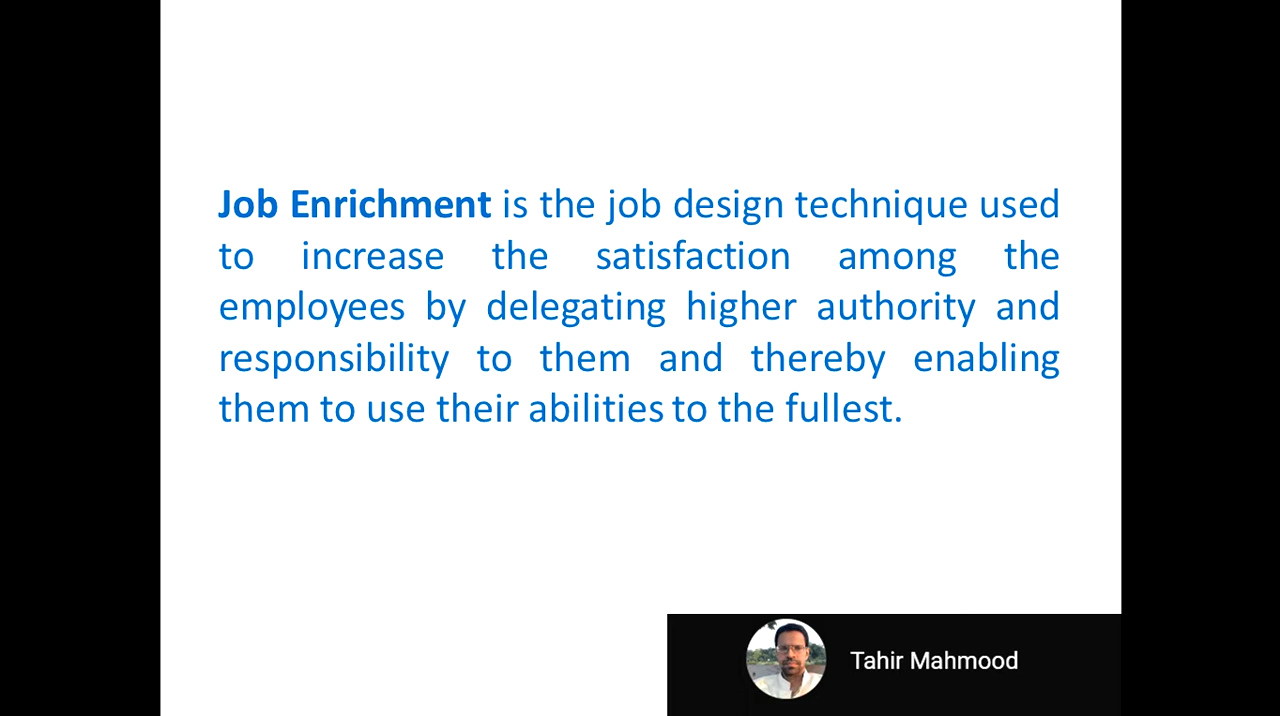 Job Enrichment is the job design technique used
to increase the satisfaction among the
employees by delegating higher authority and
responsibility to them and thereby enabling
them to use their abilities to the fullest.
Tahir Mahmood